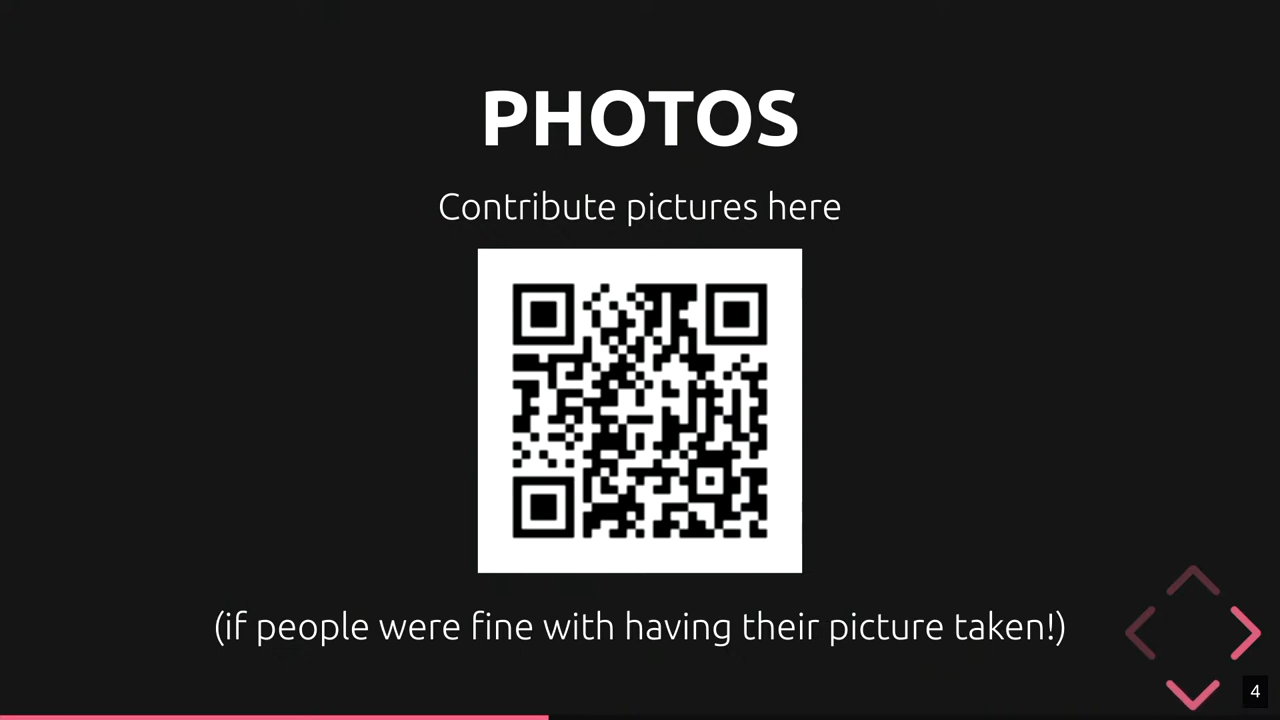 PHOTOS
Contribute pictures here
(if people were fine with having their picture taken!)
4